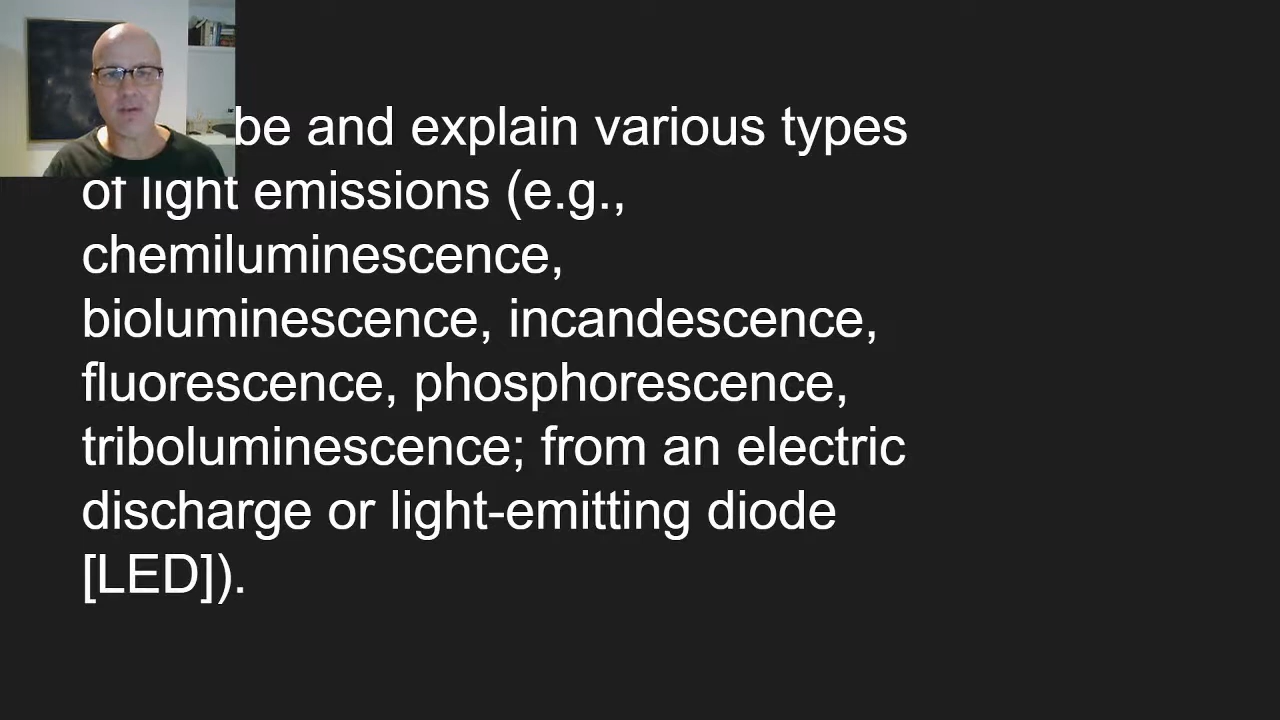 be and explain various types
of light emissions (e.g.,
chemiluminescence,
bioluminescence, incandescence,
fluorescence, phosphorescence,
triboluminescence; from an electric
discharge or light-emitting diode
[LED]).